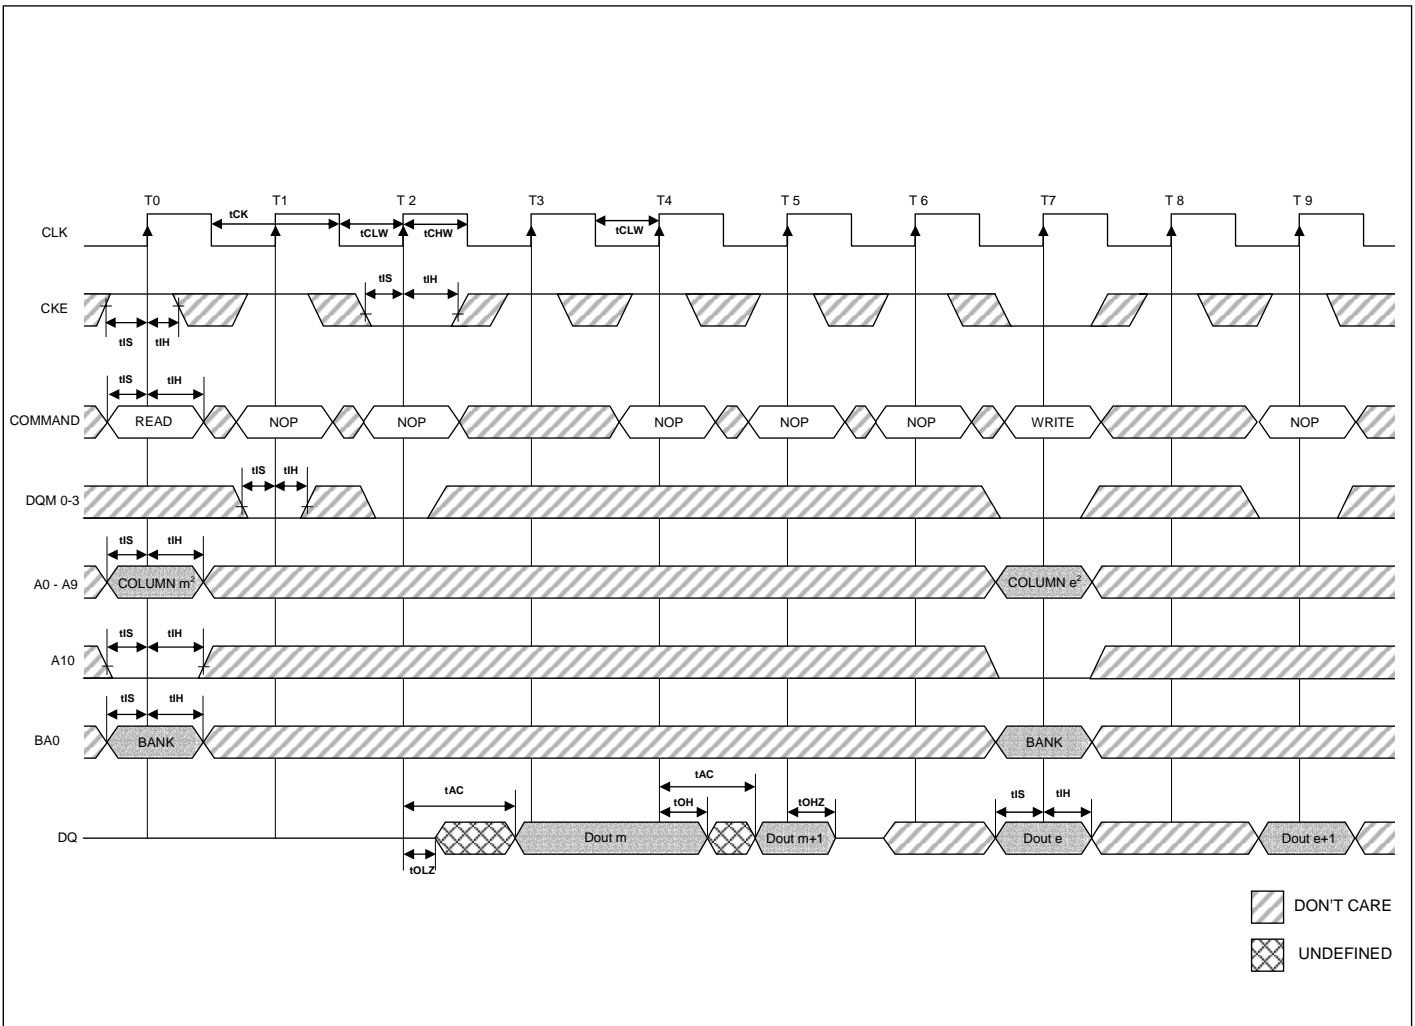 T0 T1 T 2 T3 T4 T 5 T 6 T7 T 8 T 9
tCK
CLK tCLW tCHW tCLW
tIS tIH
CKE
tIS tIH
tIS tIH
COMMAND READ NOP NOP NOP NOP NOP WRITE NOP
tIS tIH
DQM 0-3
tIS tIH
A0 - A9 COLUMN m² COLUMN e²
tIS tIH
A10
tIS tIH
BA0 BANK BANK
tAC tAC
tOH tOHZ tIS tIH
DQ Dout m Dout m+1 Dout e Dout e+1
tOLZ
DON'T CARE
UNDEFINED